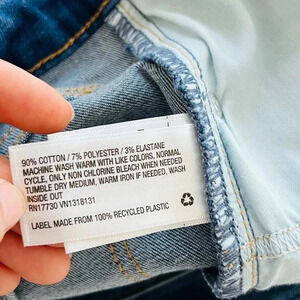 90% COTTON / 7% POLYESTER / 3% ELASTANE
MACHINE WASH WARM WITH LIKE COLORS, NORMAL
CYCLE. ONLY NON CHLORINE BLEACH WHEN NEEDED
TUMBLE DRY MEDIUM, WARM IRON IF NEEDED. WASH
INSIDE OUT
RN17730 VN1318131
LABEL MADE FROM 100% RECYCLED PLASTIC